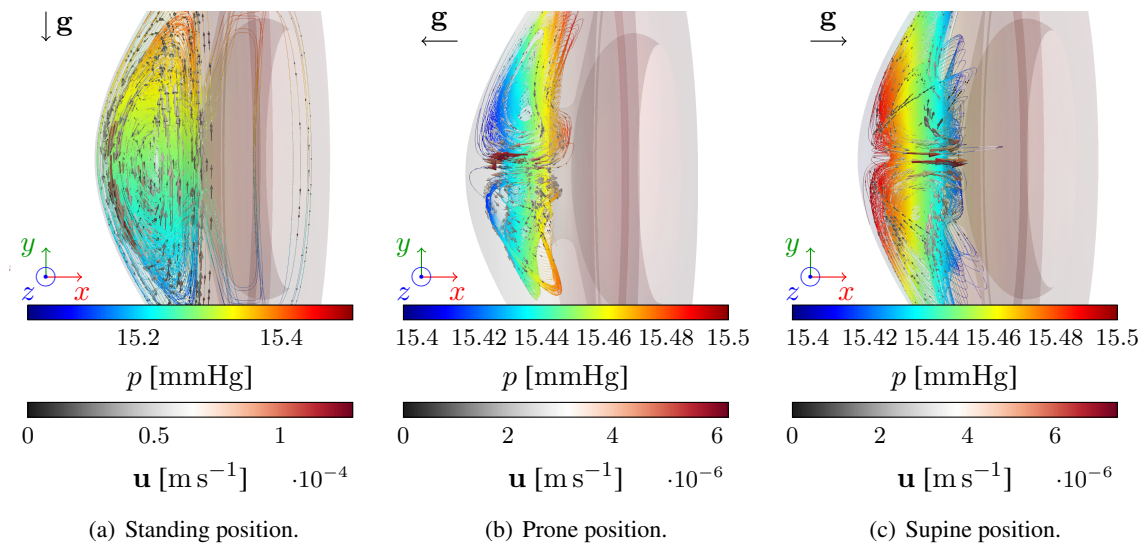 g
y
z
x
15.2 15.4
p [mmHg]
0 0.5 1
u [m s⁻¹] ·10⁻⁴
(a) Standing position.
g
y
z
x
15.4 15.42 15.44 15.46 15.48 15.5
p [mmHg]
0 2 4 6
u [m s⁻¹] ·10⁻⁶
(b) Prone position.
g
y
z
x
15.4 15.42 15.44 15.46 15.48 15.5
p [mmHg]
0 2 4 6
u [m s⁻¹] ·10⁻⁶
(c) Supine position.